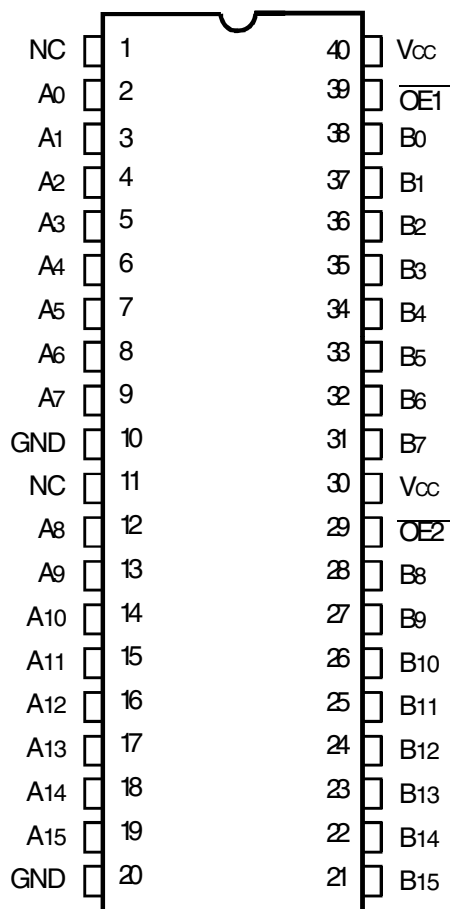 NC 1 40 Vcc
A0 2 39 OE1
A1 3 38 B0
A2 4 37 B1
A3 5 36 B2
A4 6 35 B3
A5 7 34 B4
A6 8 33 B5
A7 9 32 B6
GND 10 31 B7
NC 11 30 Vcc
A8 12 29 OE2
A9 13 28 B8
A10 14 27 B9
A11 15 26 B10
A12 16 25 B11
A13 17 24 B12
A14 18 23 B13
A15 19 22 B14
GND 20 21 B15